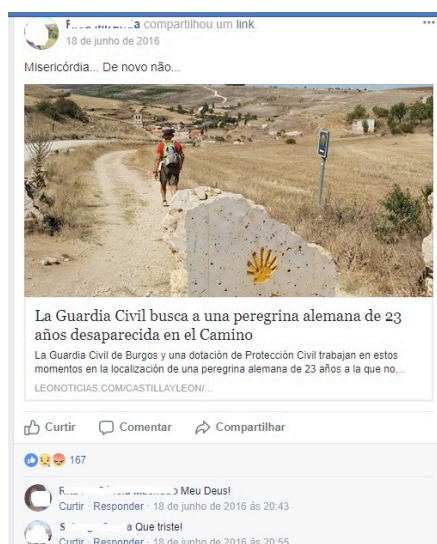 compartilhou um link.
18 de junho de 2016
Misericórdia... De novo não...
La Guardia Civil busca a una peregrina alemana de 23
años desaparecida en el Camino
La Guardia Civil de Burgos y una dotación de Protección Civil trabajan en estos
momentos en la localización de una peregrina alemana de 23 años a la que no...
LEONOTICIAS.COM/CASTILLAYLEON/...
Curtir Comentar Compartilhar
167
Meu Deus!
Curtir · Responder · 18 de junho de 2016 às 20:43
Que triste!
Curtir · Responder · 18 de junho de 2016 às 20:55